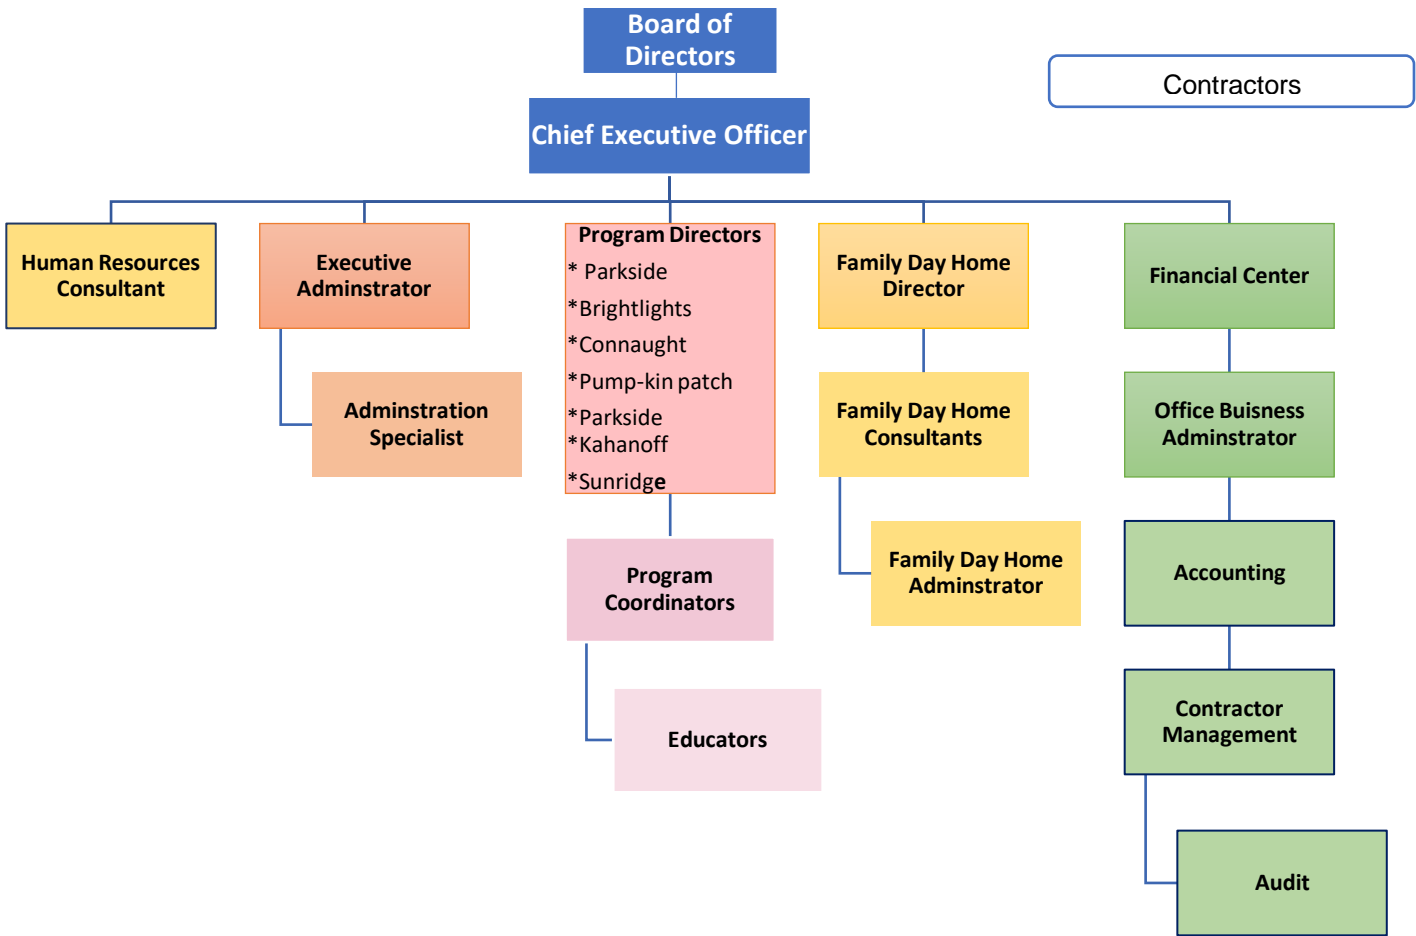 Board of
Directors
Contractors
Chief Executive Officer
Human Resources
Consultant
Executive
Adminstrator
Program Directors
* Parkside
*Brightlights
*Connaught
*Pump-kin patch
*Parkside
*Kahanoff
*Sunridge
Family Day Home
Director
Financial Center
Adminstration
Specialist
Family Day Home
Consultants
Office Buisness
Adminstrator
Program
Coordinators
Family Day Home
Adminstrator
Accounting
Educators
Contractor
Management
Audit